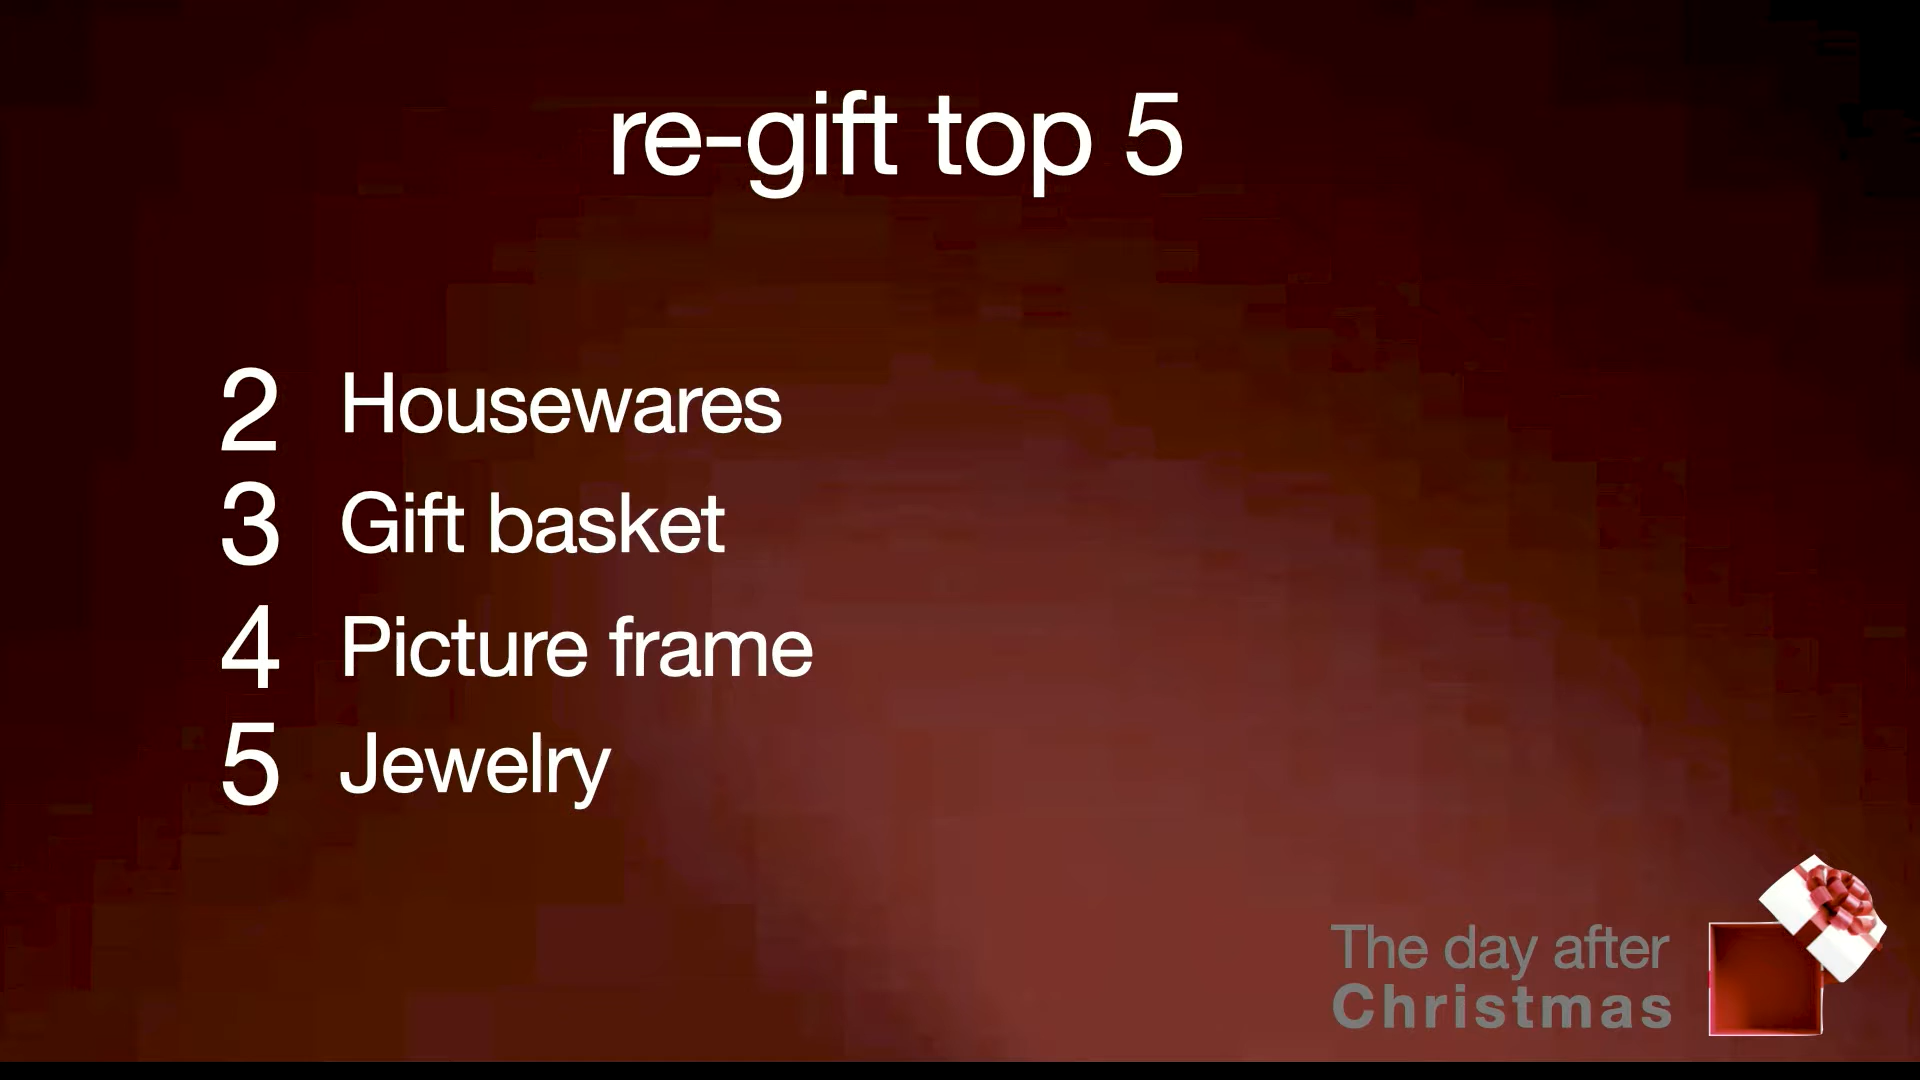 re-gift top 5
2 Housewares
3 Gift basket
4 Picture frame
5 Jewelry
The day after
Christmas